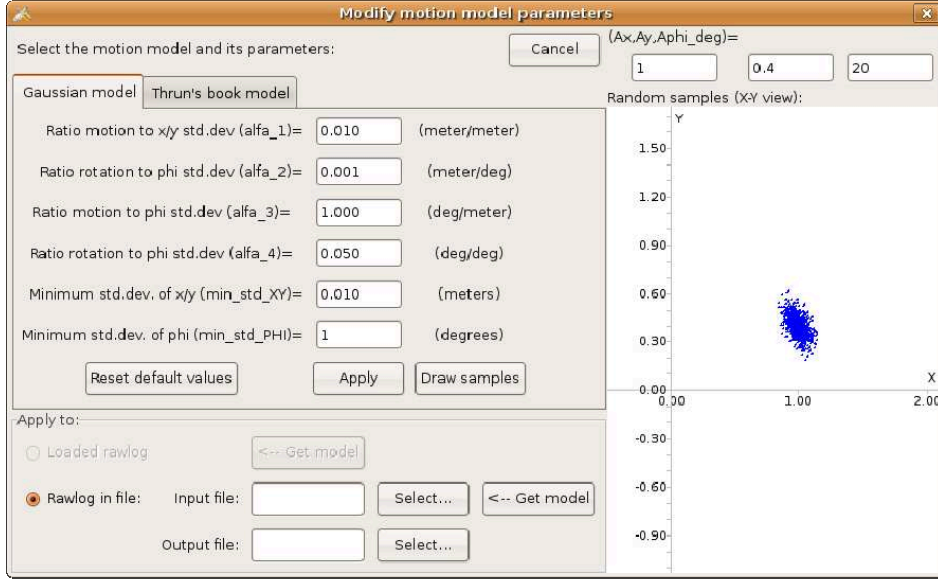 Modify motion model parameters
Select the motion model and its parameters:
Cancel
(Ax,Ay,Aphi_deg)=
1 0.4 20
Gaussian model Thrun's book model
Random samples (X-Y view):
Ratio motion to x/y std.dev (alfa_1)= 0.010 (meter/meter)
Ratio rotation to phi std.dev (alfa_2)= 0.001 (meter/deg)
Ratio motion to phi std.dev (alfa_3)= 1.000 (deg/meter)
Ratio rotation to phi std.dev (alfa_4)= 0.050 (deg/deg)
Minimum std.dev. of x/y (min_std_XY)= 0.010 (meters)
Minimum std.dev. of phi (min_std_PHI)= 1 (degrees)
Reset default values Apply Draw samples
Apply to:
Loaded rawlog <-- Get model
Rawlog in file: Input file: Select... <-- Get model
Output file: Select...
Y
1.50
1.20
0.90
0.60
0.30
X
0.00
0.00 1.00 2.00
-0.30
-0.60
-0.90